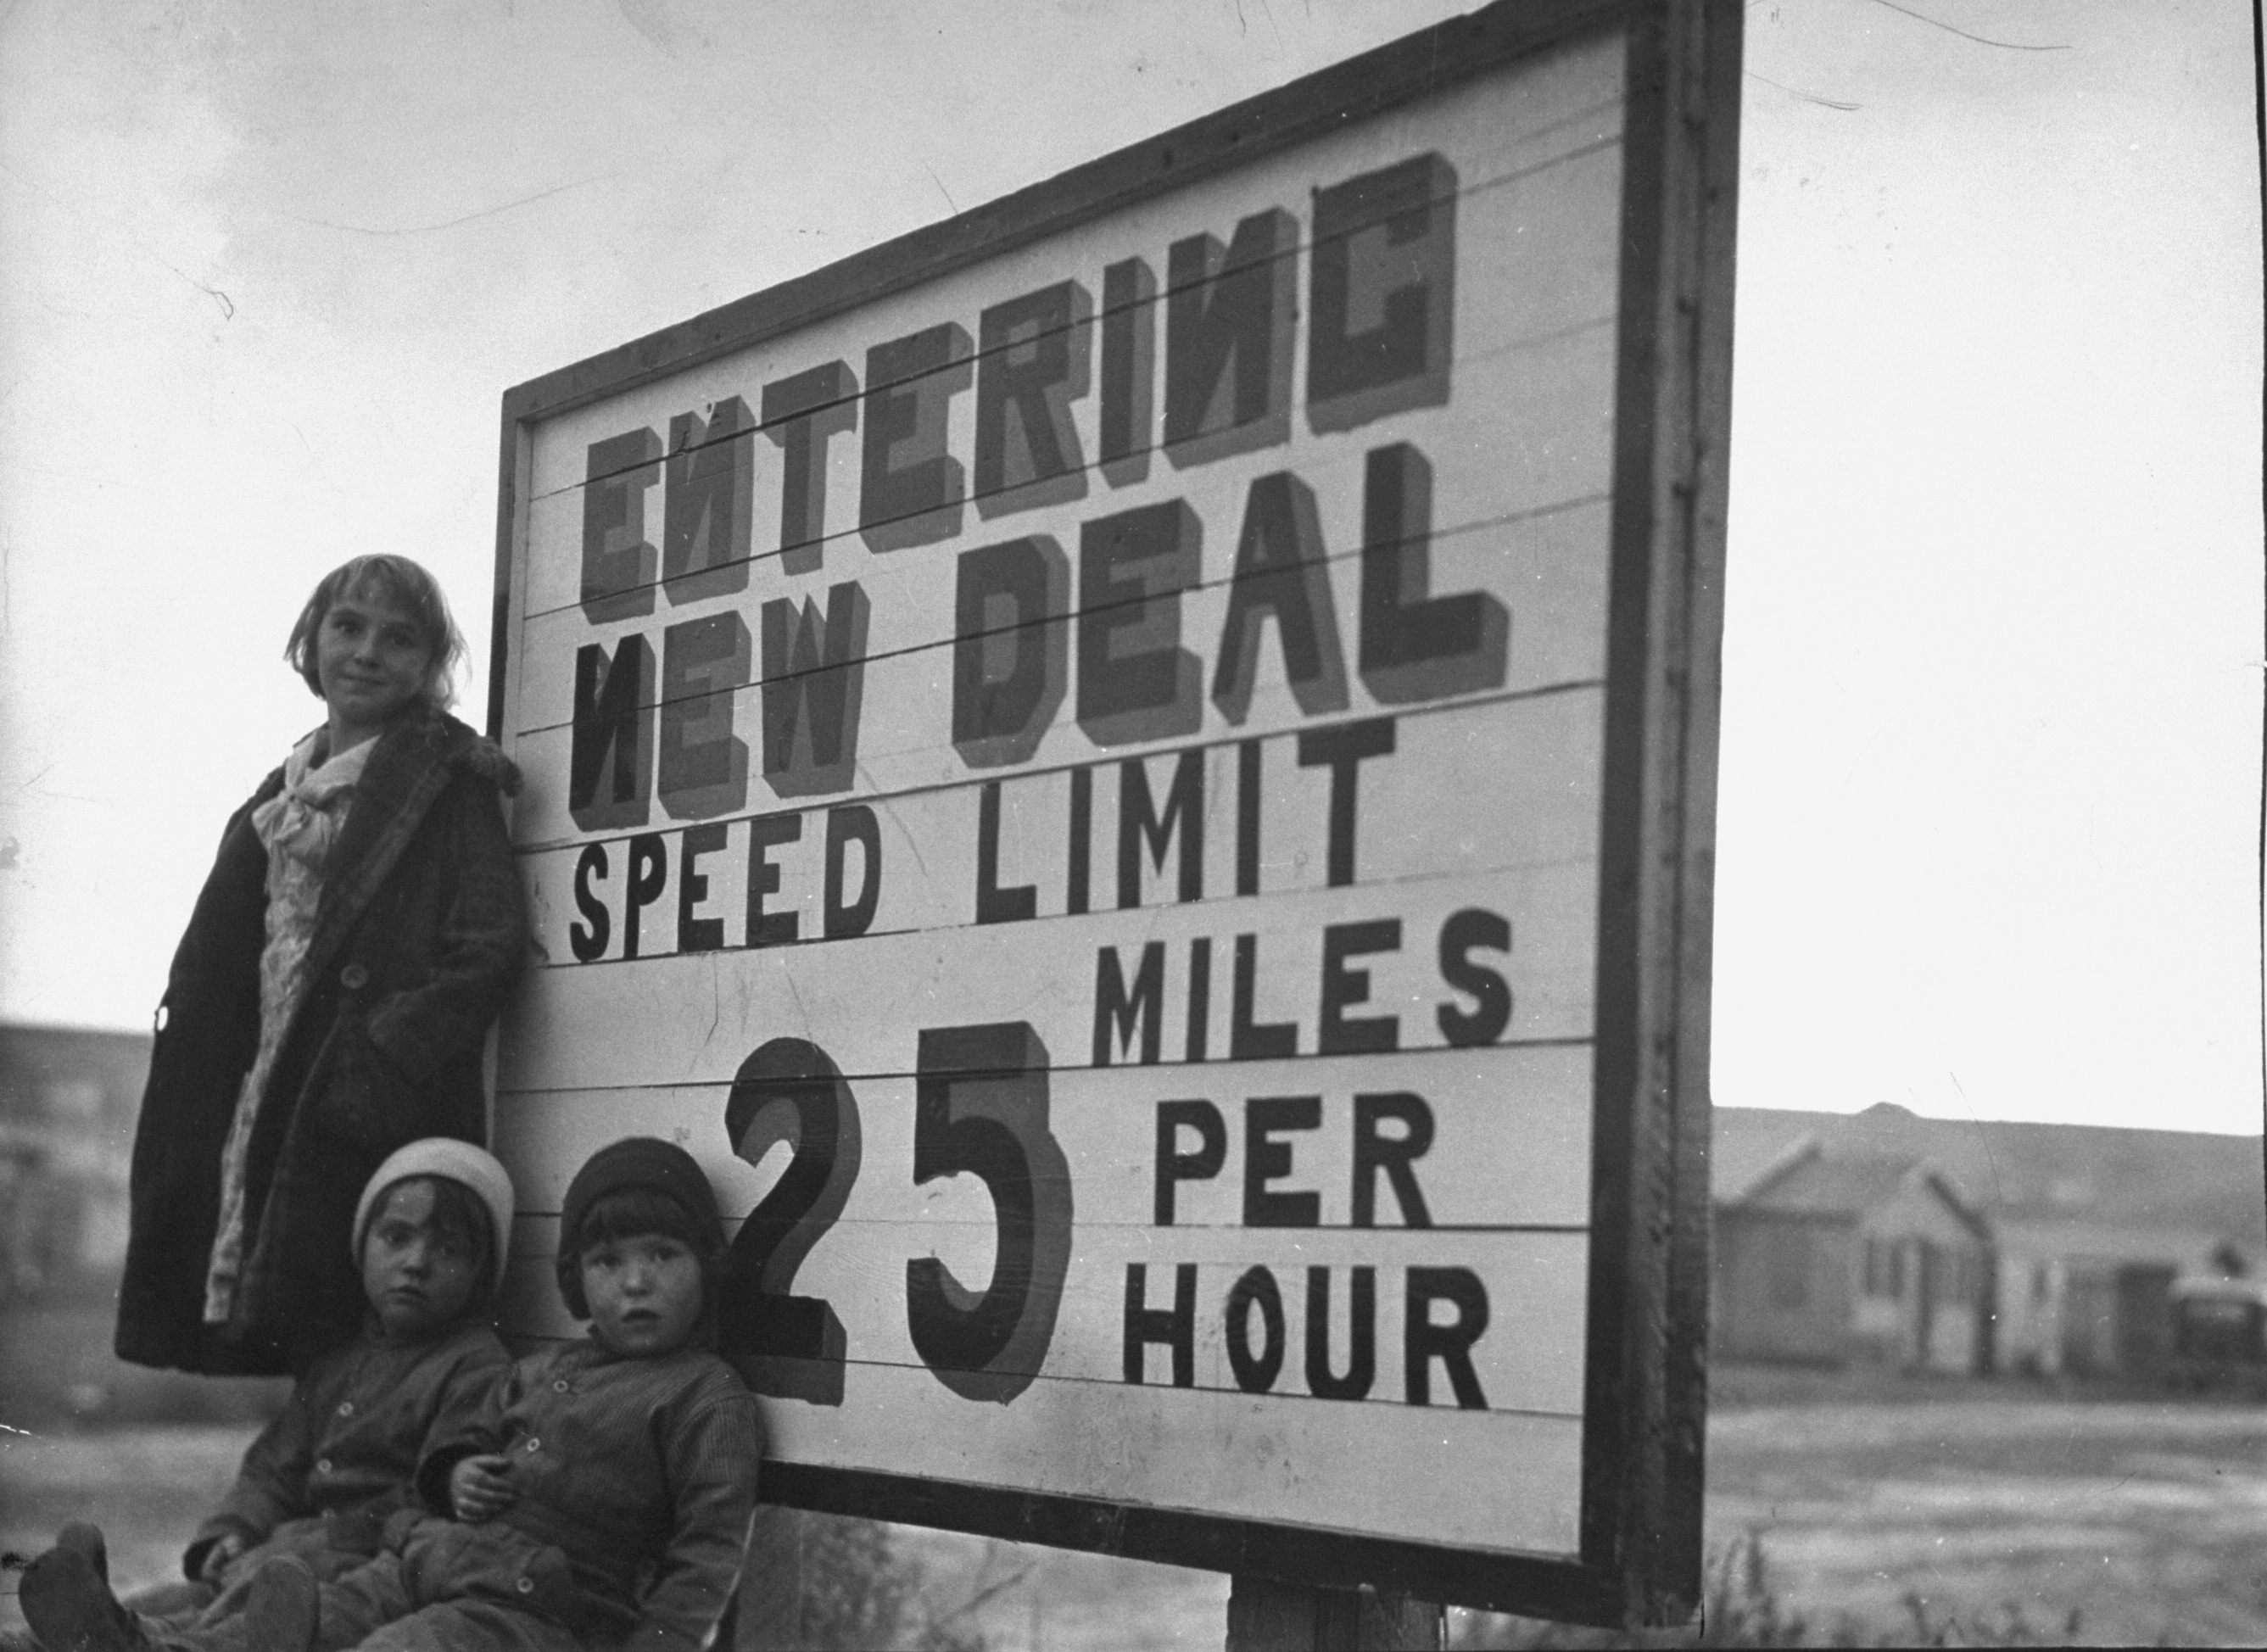 ENTERING
NEW DEAL
SPEED LIMIT
25 MILES
PER
HOUR